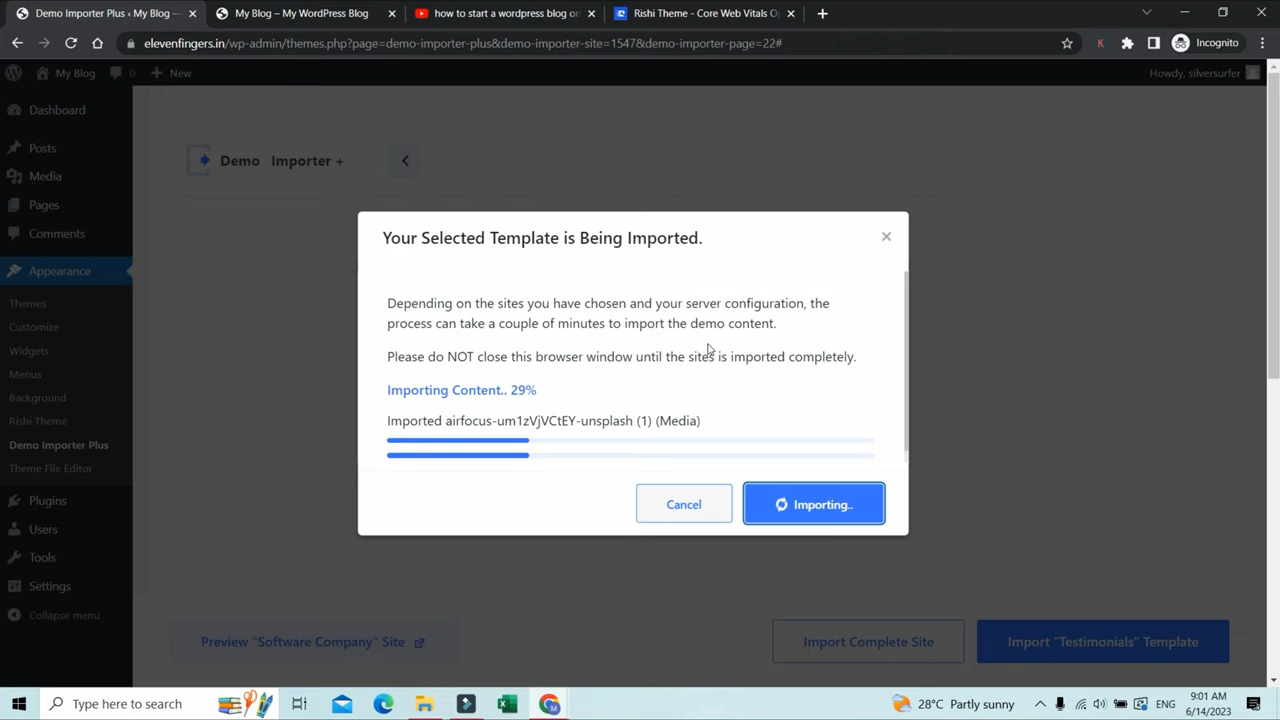 Demo Importer Plus ‹ My Blog —
My Blog – My WordPress Blog
how to start a wordpress blog on
Rishi Theme - Core Web Vitals O
elevenfingers.in/wp-admin/themes.php?page=demo-importer-plus&demo-importer-site=1547&demo-importer-page=22#
Incognito
My Blog 0 New
Howdy, silversurfer
Dashboard
Posts
Media
Pages
Comments
Appearance
Themes
Customize
Widgets
Menus
Background
Rishi Theme
Demo Importer Plus
Theme File Editor
Plugins
Users
Tools
Settings
Collapse menu
Demo Importer +
Your Selected Template is Being Imported.
Depending on the sites you have chosen and your server configuration, the
process can take a couple of minutes to import the demo content.
Please do NOT close this browser window until the sites is imported completely.
Importing Content.. 29%
Imported airfocus-um1zVjVCtEY-unsplash (1) (Media)
Cancel
Importing..
Preview "Software Company" Site
Import Complete Site
Import "Testimonials" Template
Type here to search
28°C Partly sunny
ENG
9:01 AM
6/14/2023